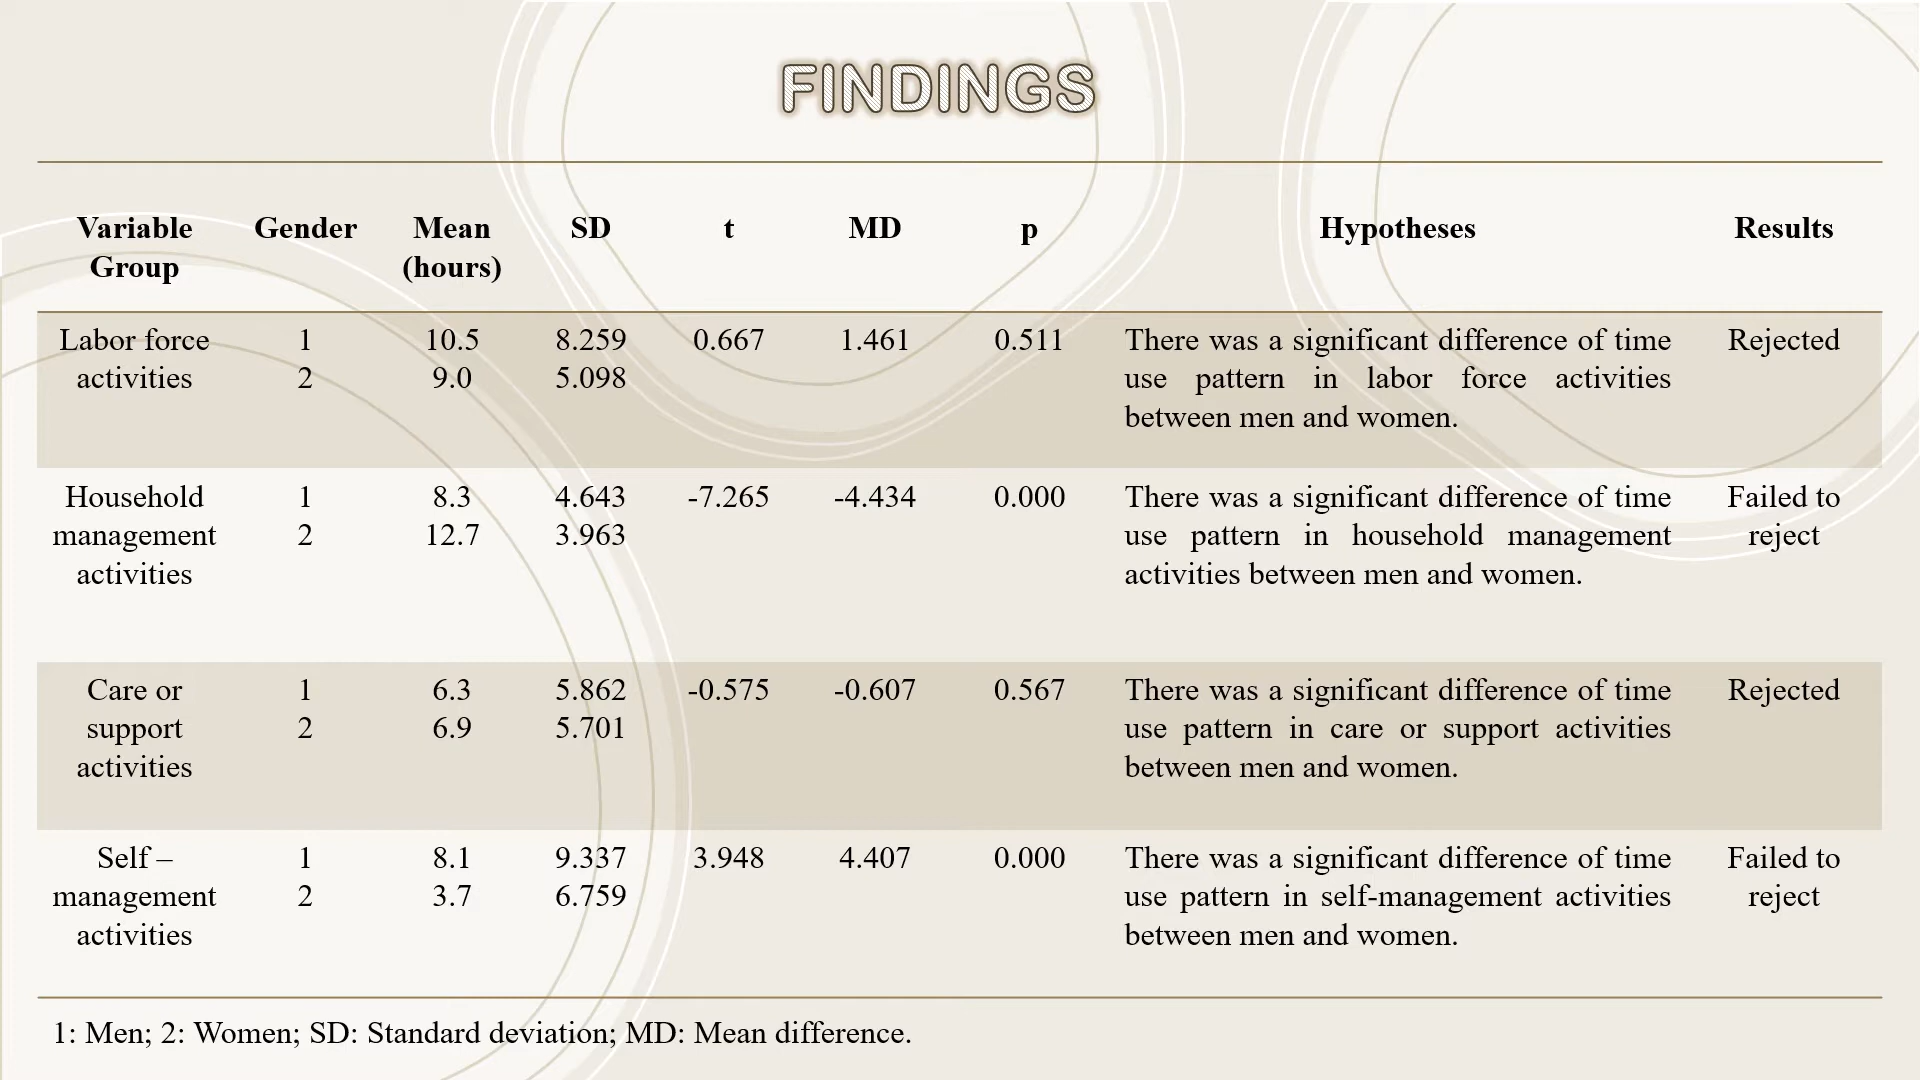 FINDINGS
Variable Group	Gender	Mean (hours)	SD	t	MD	p	Hypotheses	Results
Labor force activities	1	10.5	8.259	0.667	1.461	0.511	There was a significant difference of time use pattern in labor force activities between men and women.	Rejected
2	9.0	5.098
Household management activities	1	8.3	4.643	-7.265	-4.434	0.000	There was a significant difference of time use pattern in household management activities between men and women.	Failed to reject
2	12.7	3.963
Care or support activities	1	6.3	5.862	-0.575	-0.607	0.567	There was a significant difference of time use pattern in care or support activities between men and women.	Rejected
2	6.9	5.701
Self – management activities	1	8.1	9.337	3.948	4.407	0.000	There was a significant difference of time use pattern in self-management activities between men and women.	Failed to reject
2	3.7	6.759
1: Men; 2: Women; SD: Standard deviation; MD: Mean difference.